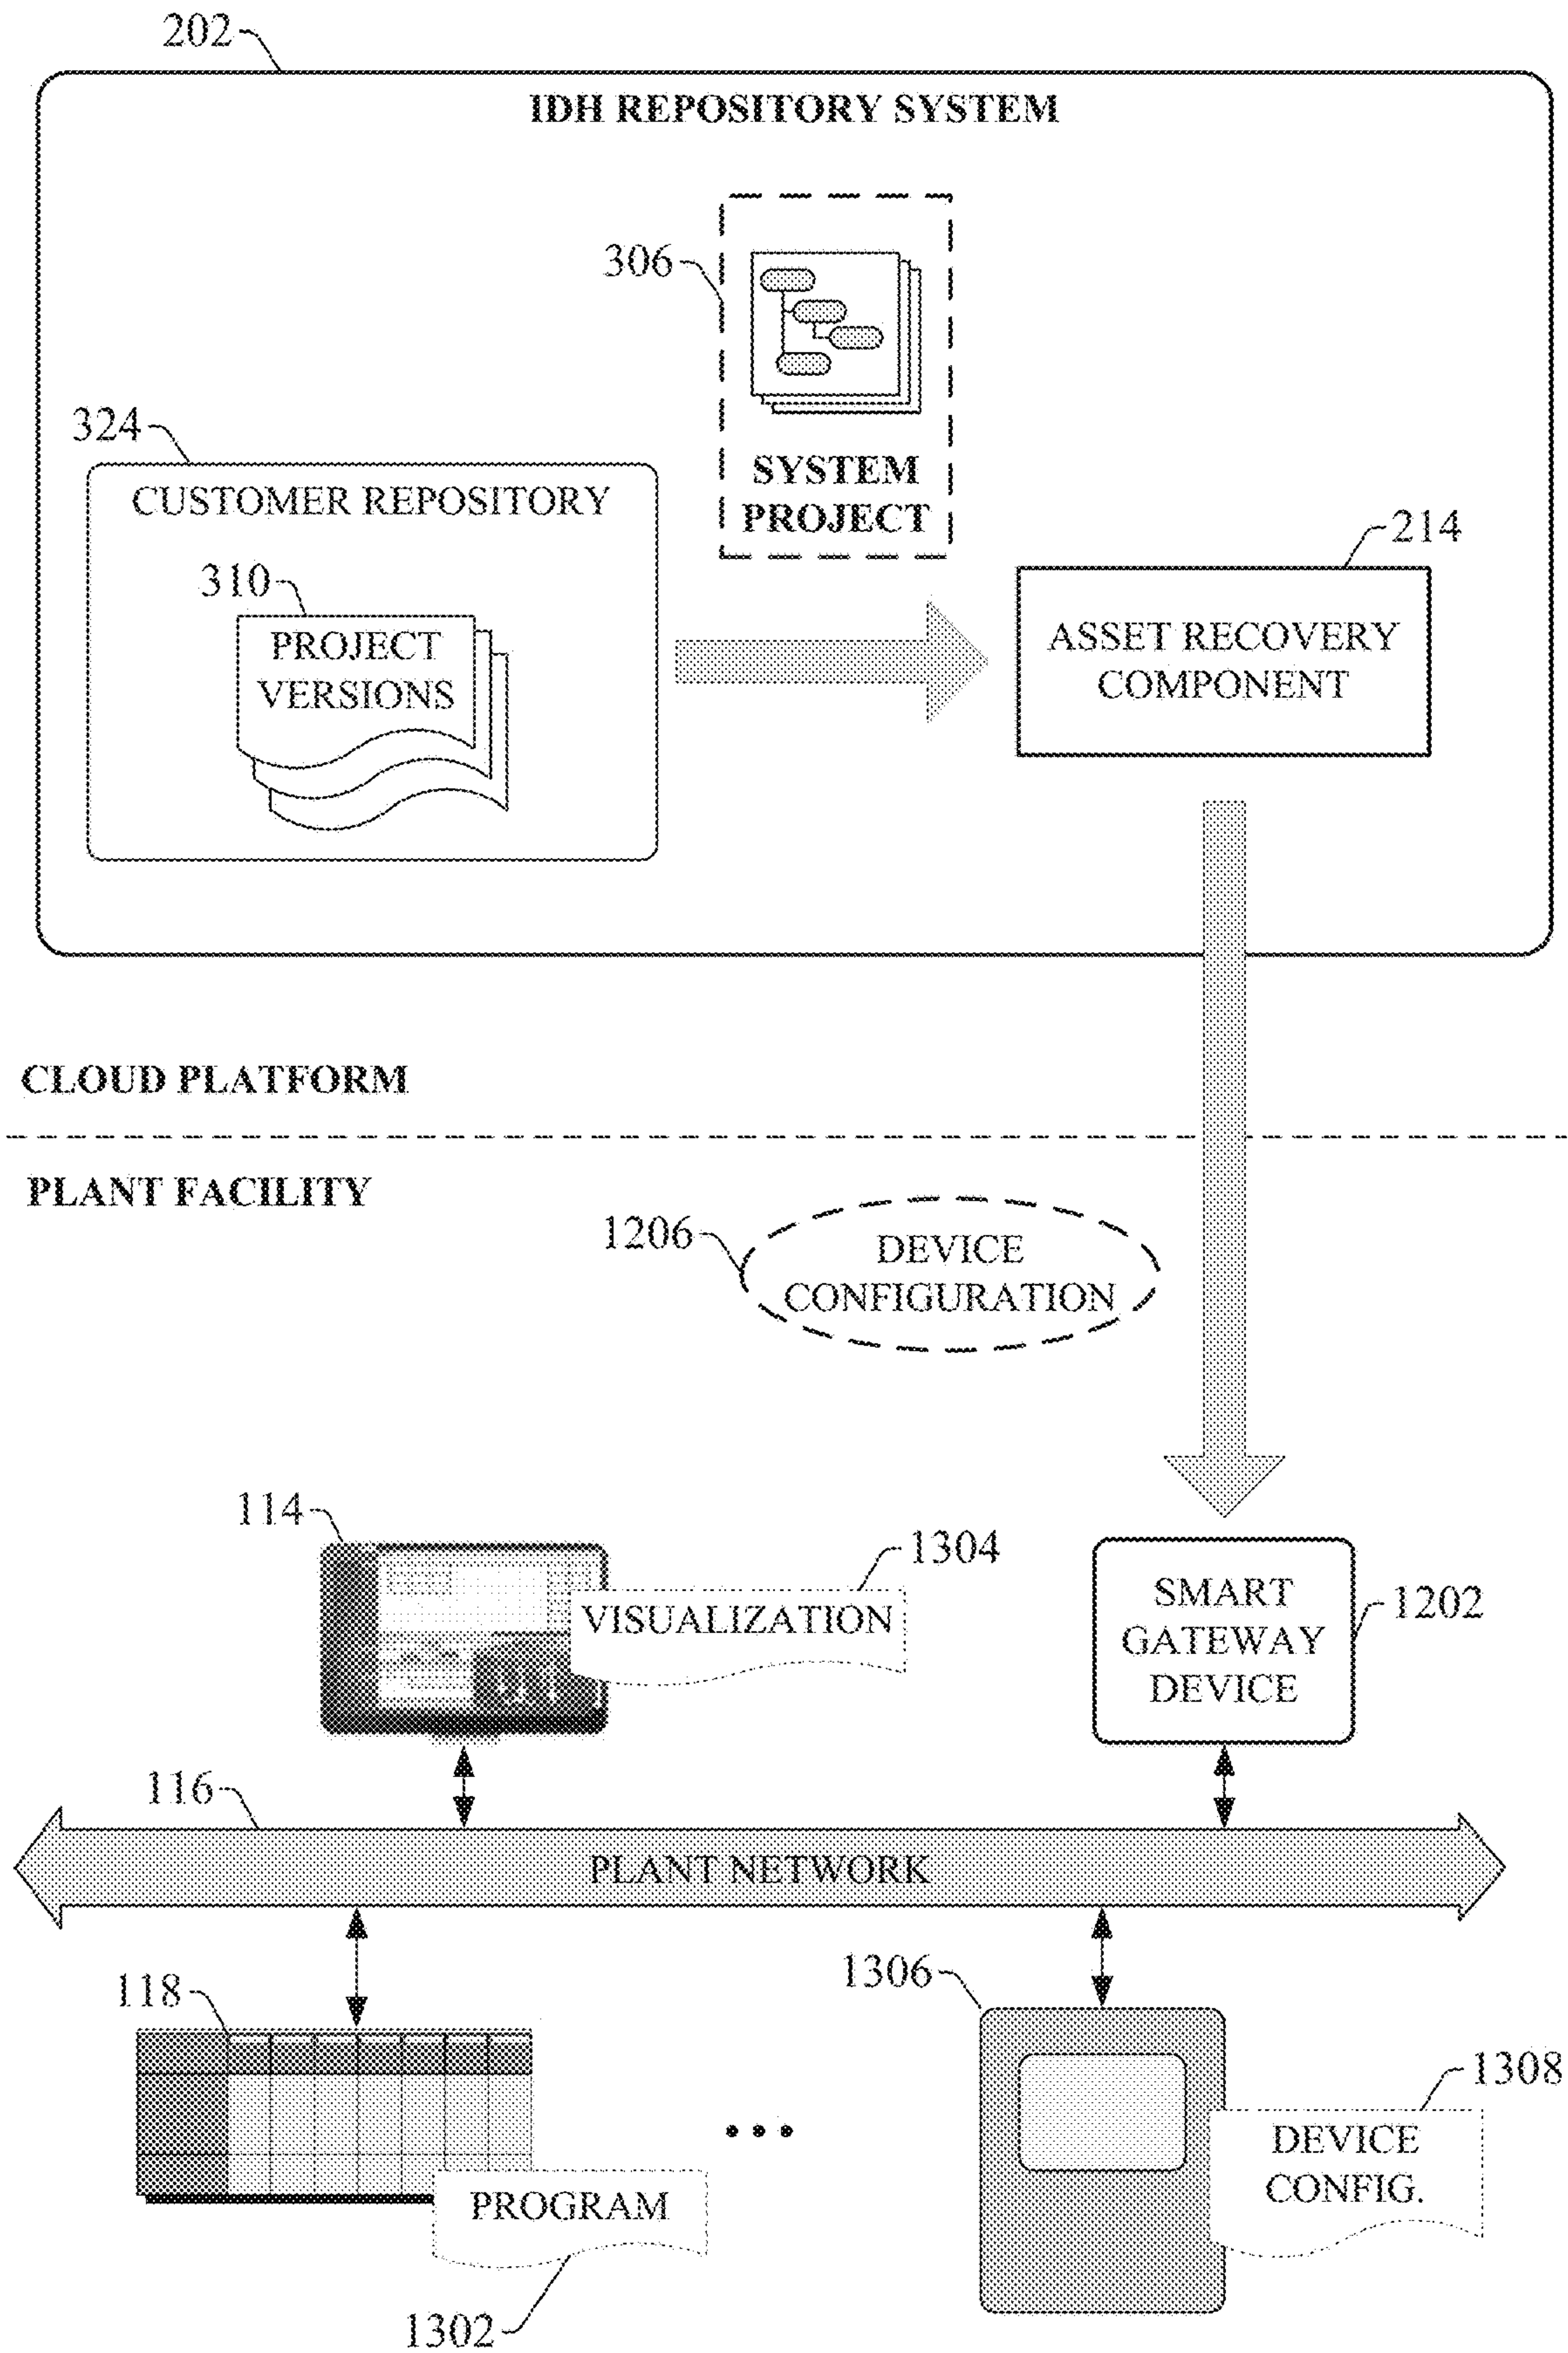 202
IDH REPOSITORY SYSTEM
306
SYSTEM
PROJECT
324
CUSTOMER REPOSITORY
310
PROJECT
VERSIONS
214
ASSET RECOVERY
COMPONENT
CLOUD PLATFORM
PLANT FACILITY
1206
DEVICE
CONFIGURATION
114
1304
VISUALIZATION
SMART
GATEWAY
DEVICE
1202
116
PLANT NETWORK
118
PROGRAM
1302
1306
1308
DEVICE
CONFIG.